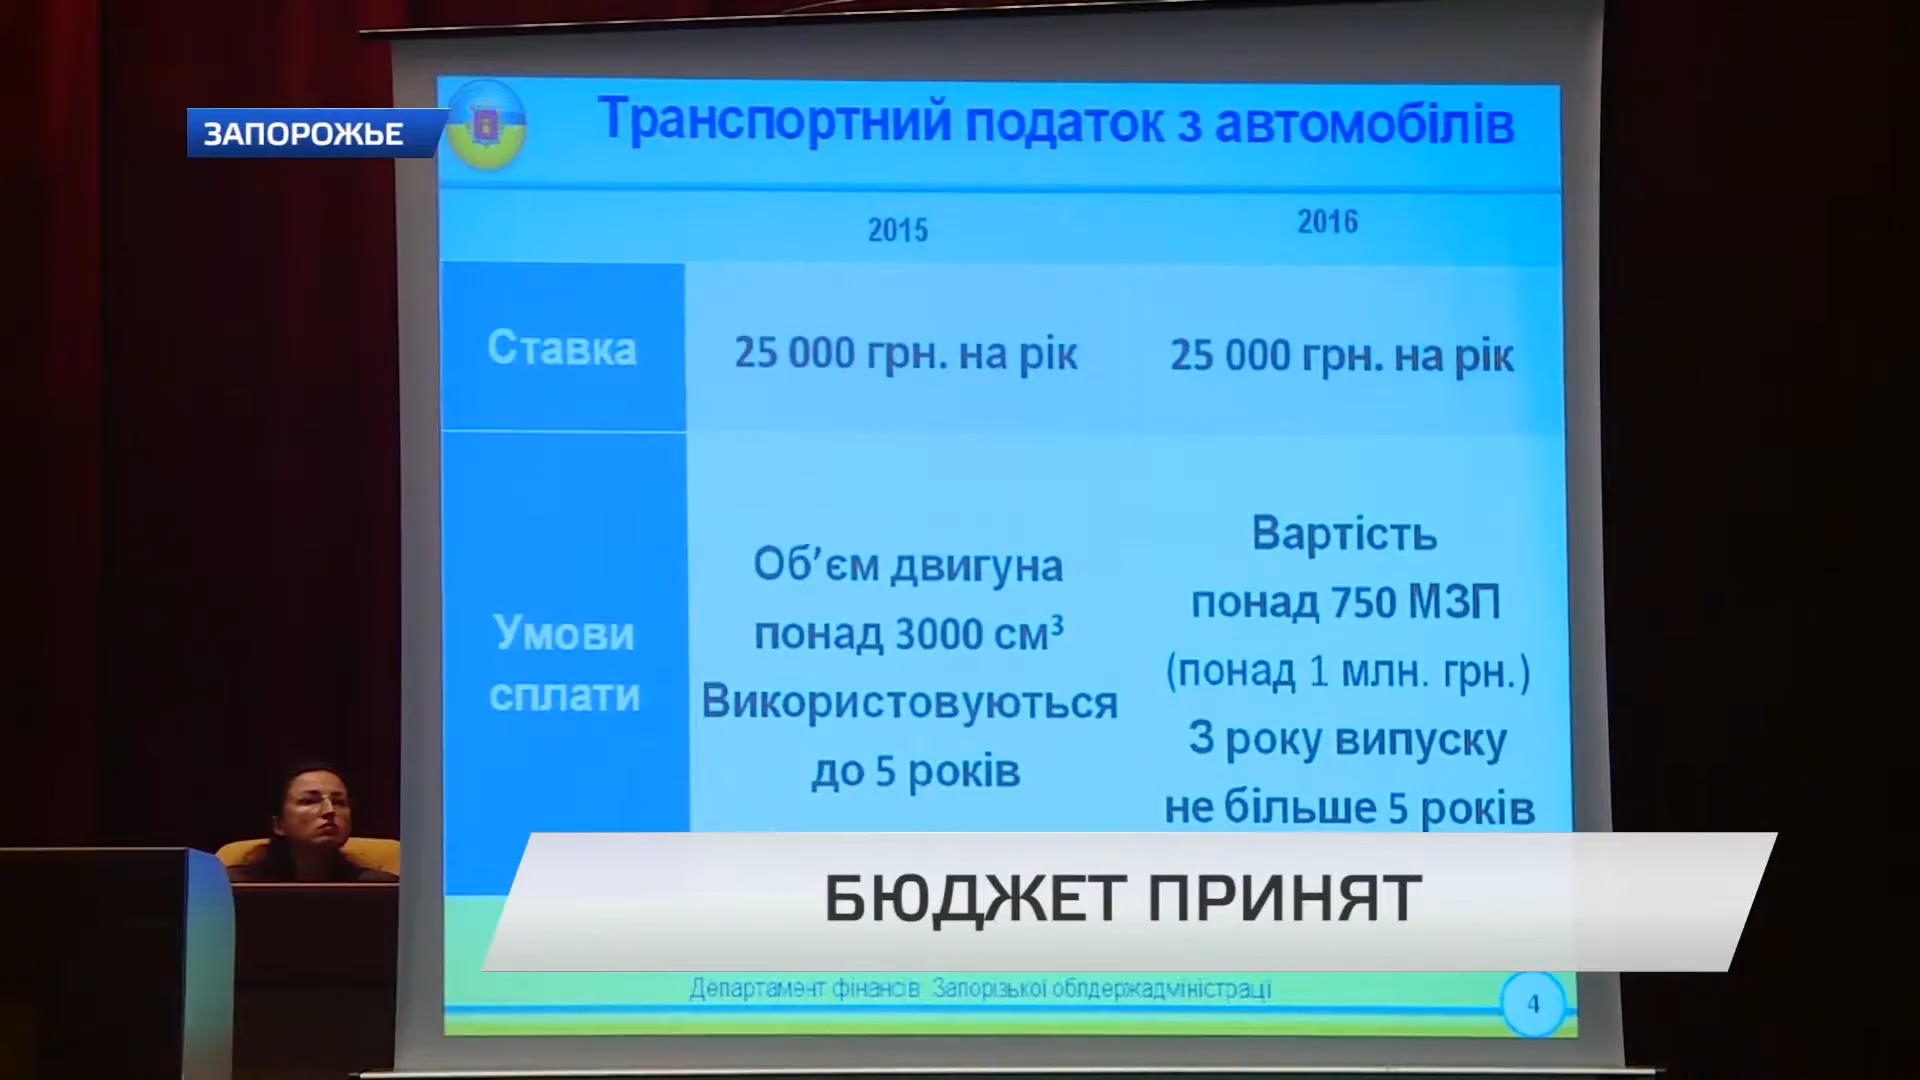 ЗАПОРОЖЬЕ
Транспортний податок з автомобілів
2015
2016
Ставка
25 000 грн. на рік
25 000 грн. на рік
Умови
сплати
Об’єм двигуна
понад 3000 см³
Використовуються
до 5 років
Вартість
понад 750 МЗП
(понад 1 млн. грн.)
З року випуску
не більше 5 років
БЮДЖЕТ ПРИНЯТ
Департамент фінансів Запорізької облдержадміністраці
4